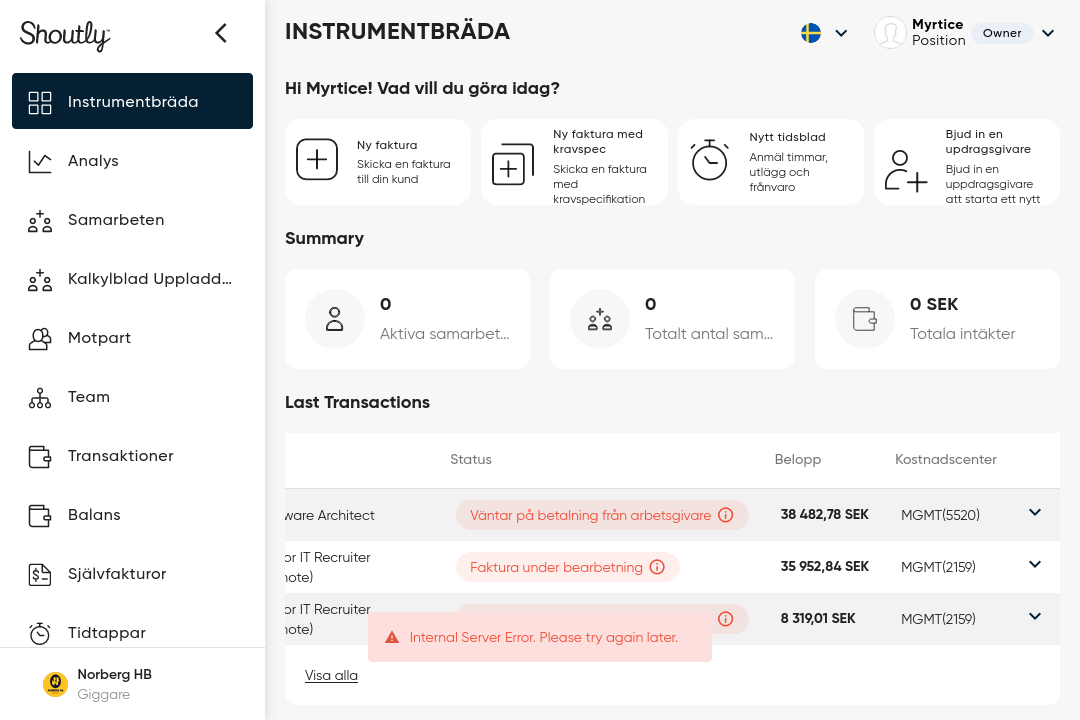 Shoutly
INSTRUMENTBRÄDA
Myrtice
Position
Owner
Instrumentbräda
Analys
Samarbeten
Kalkylblad Uppladd...
Motpart
Team
Transaktioner
Balans
Självfakturor
Tidtappar
Norberg HB
Giggare
Hi Myrtice! Vad vill du göra idag?
Ny faktura
Skicka en faktura
till din kund
Ny faktura med
kravspec
Skicka en faktura
med
kravspecifikation
Nytt tidsblad
Anmäl timmar,
utlägg och
frånvaro
Bjud in en
updragsgivare
Bjud in en
uppdragsgivare
att starta ett nytt
Summary
0
Aktiva samarbet...
0
Totalt antal sam...
0 SEK
Totala intäkter
Last Transactions
Status
Belopp
Kostnadscenter
ware Architect
Väntar på betalning från arbetsgivare
38 482,78 SEK
MGMT(5520)
or IT Recruiter
note)
Faktura under bearbetning
35 952,84 SEK
MGMT(2159)
or IT Recruiter
note)
8 319,01 SEK
MGMT(2159)
Internal Server Error. Please try again later.
Visa alla